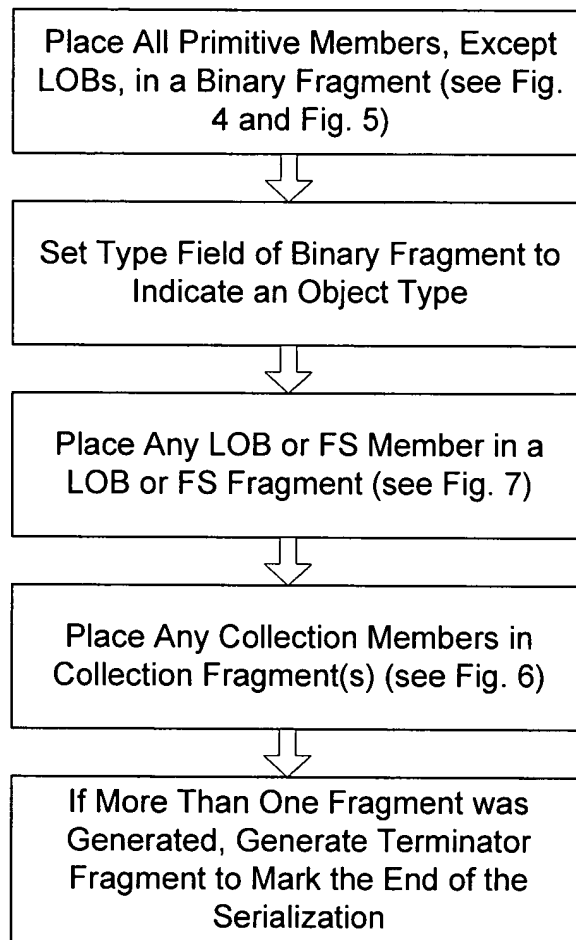 Place All Primitive Members, Except
LOBs, in a Binary Fragment (see Fig.
4 and Fig. 5)
Set Type Field of Binary Fragment to
Indicate an Object Type
Place Any LOB or FS Member in a
LOB or FS Fragment (see Fig. 7)
Place Any Collection Members in
Collection Fragment(s) (see Fig. 6)
If More Than One Fragment was
Generated, Generate Terminator
Fragment to Mark the End of the
Serialization